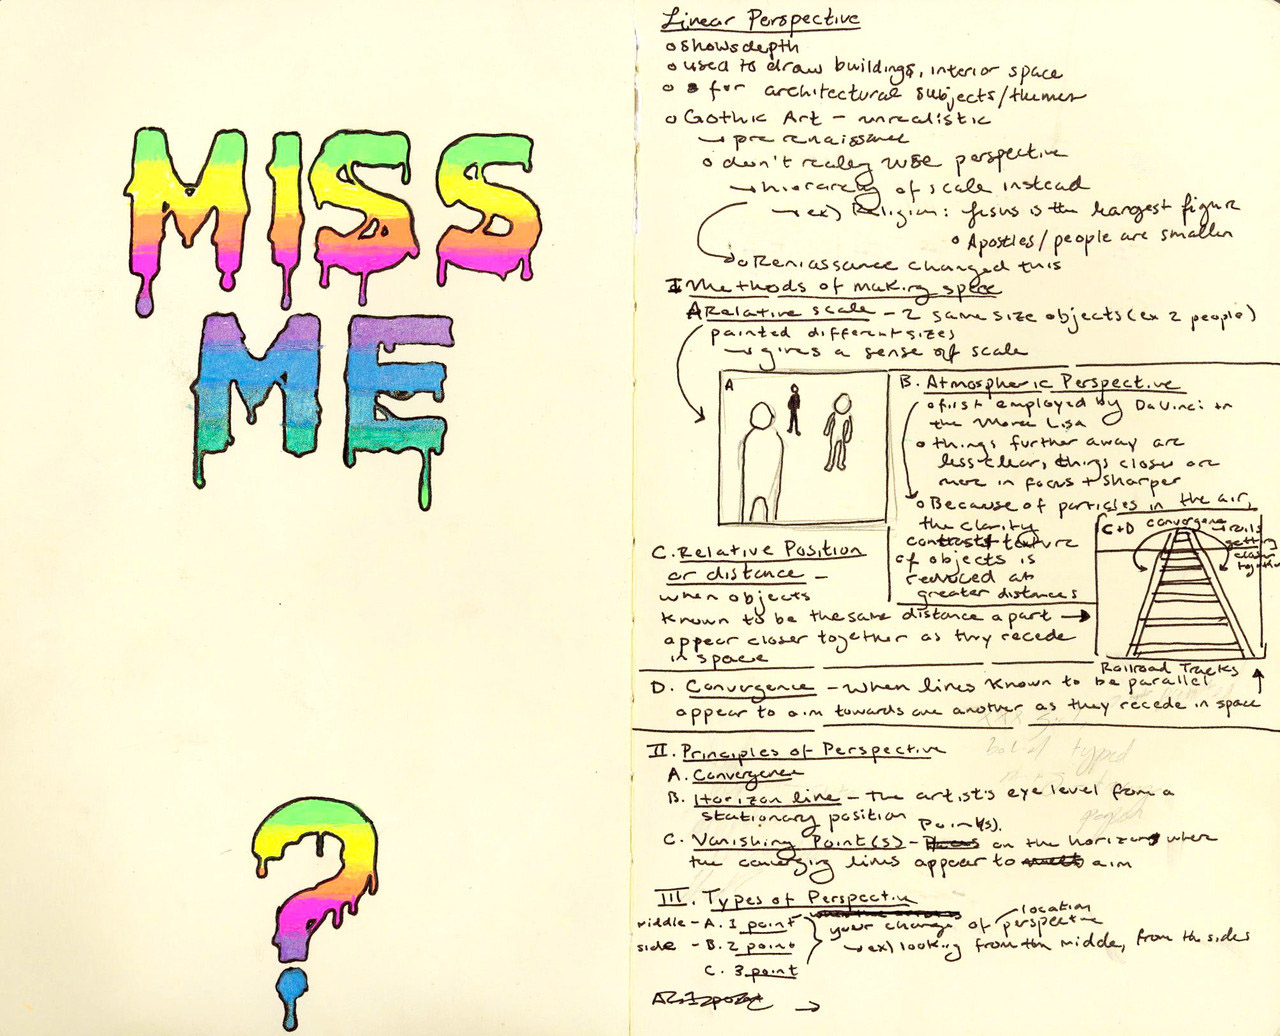 MISS
ME
?
Linear Perspective
o shows depth
o used to draw buildings, interior space
o for architectural subjects/themes
o Gothic Art - unrealistic
→ pre renaissance
o don't really use perspective
→ hierarchy of scale instead
→ ex) Religion: Jesus is the largest figure
o Apostles/people are smaller
o Reniassance changed this
I Methods of making space
A Relative scale - 2 same size objects (ex 2 people)
painted different sizes
→ gives a sense of scale
A
B. Atmospheric Perspective
o first employed by DaVinci in
the Mona Lisa
o things further away are
less clear, things closer are
more in focus + sharper
o Because of particles in the air,
the clarity
contrast + texture
of objects is
reduced at
greater distances
C+D convergence → rails
getting
closer
together
Railroad Tracks
C. Relative Position
or distance -
when objects
known to be the same distance apart →
appear closer together as they recede
in space
D. Convergence - when lines known to be parallel
appear to aim towards one another as they recede in space
II. Principles of Perspective
A. Convergence
B. Horizon line - the artist's eye level from a
stationary position
C. Vanishing Point(s) - Point(s). on the horizon where
the converging lines appear to aim
III. Types of Perspective
middle - A. 1 point
side - B. 2 point
C. 3 point
your change of perspective
location
→ ex) looking from the middle, from the sides
→